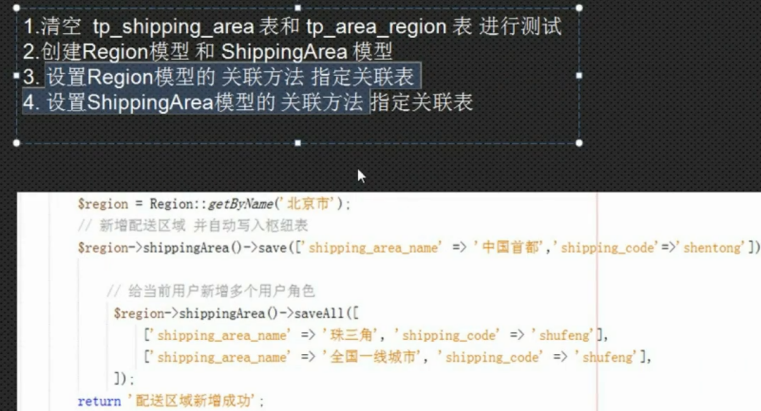 1.清空 tp_shipping_area 表和 tp_area_region 表 进行测试
2.创建Region模型 和 ShippingArea 模型
3. 设置Region模型的 关联方法 指定关联表
4. 设置ShippingArea模型的 关联方法 指定关联表
$region = Region::getByName('北京市');
// 新增配送区域 并自动写入枢纽表
$region->shippingArea()->save(['shipping_area_name' => '中国首都','shipping_code'=>'shentong'])
// 给当前用户新增多个用户角色
$region->shippingArea()->saveAll([
['shipping_area_name' => '珠三角', 'shipping_code' => 'shufeng'],
['shipping_area_name' => '全国一线城市', 'shipping_code' => 'shufeng'],
]);
return '配送区域新增成功';